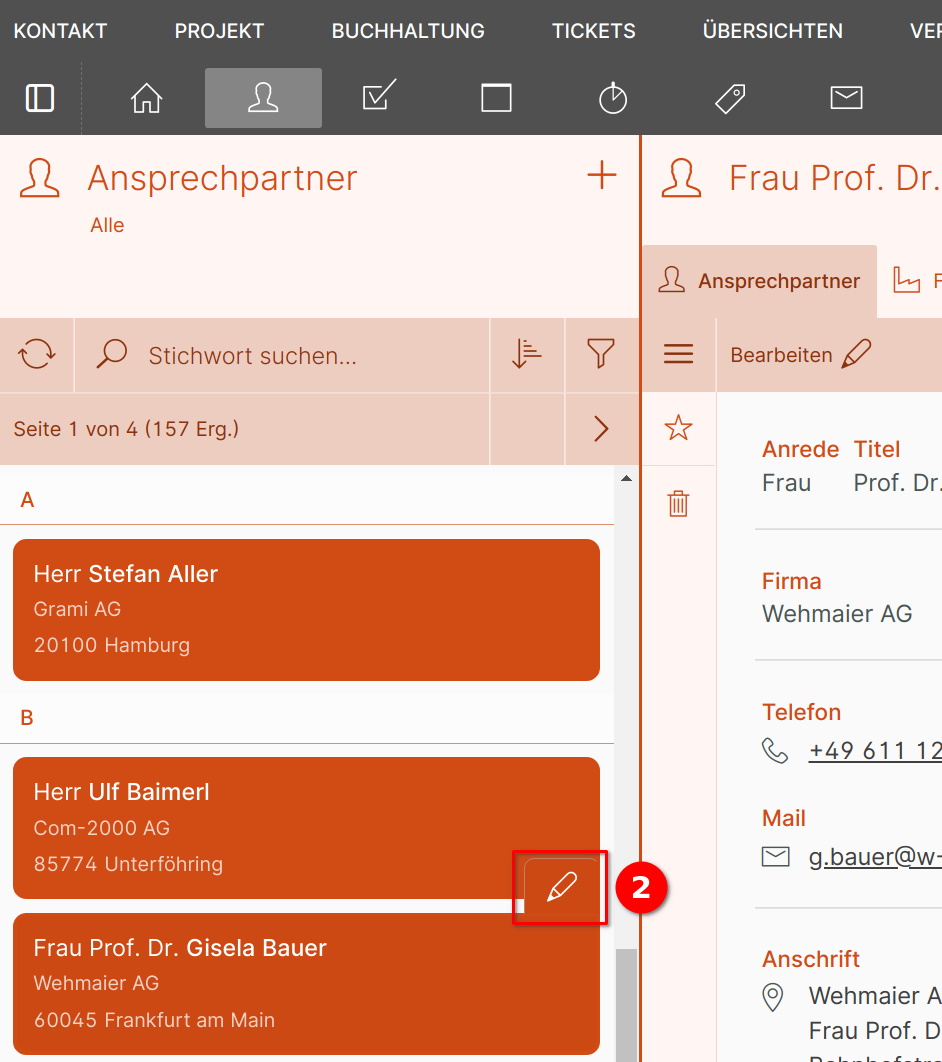 KONTAKT PROJEKT BUCHHALTUNG TICKETS ÜBERSICHTEN VER
Ansprechpartner
Alle
Stichwort suchen...
Seite 1 von 4 (157 Erg.)
A
Herr Stefan Aller
Grami AG
20100 Hamburg
B
Herr Ulf Baimerl
Com-2000 AG
85774 Unterföhring
2
Frau Prof. Dr. Gisela Bauer
Wehmaier AG
60045 Frankfurt am Main
Frau Prof. Dr.
Ansprechpartner F
Bearbeiten
Anrede Titel
Frau Prof. Dr.
Firma
Wehmaier AG
Telefon
+49 611 12
Mail
g.bauer@w-
Anschrift
Wehmaier A
Frau Prof. D